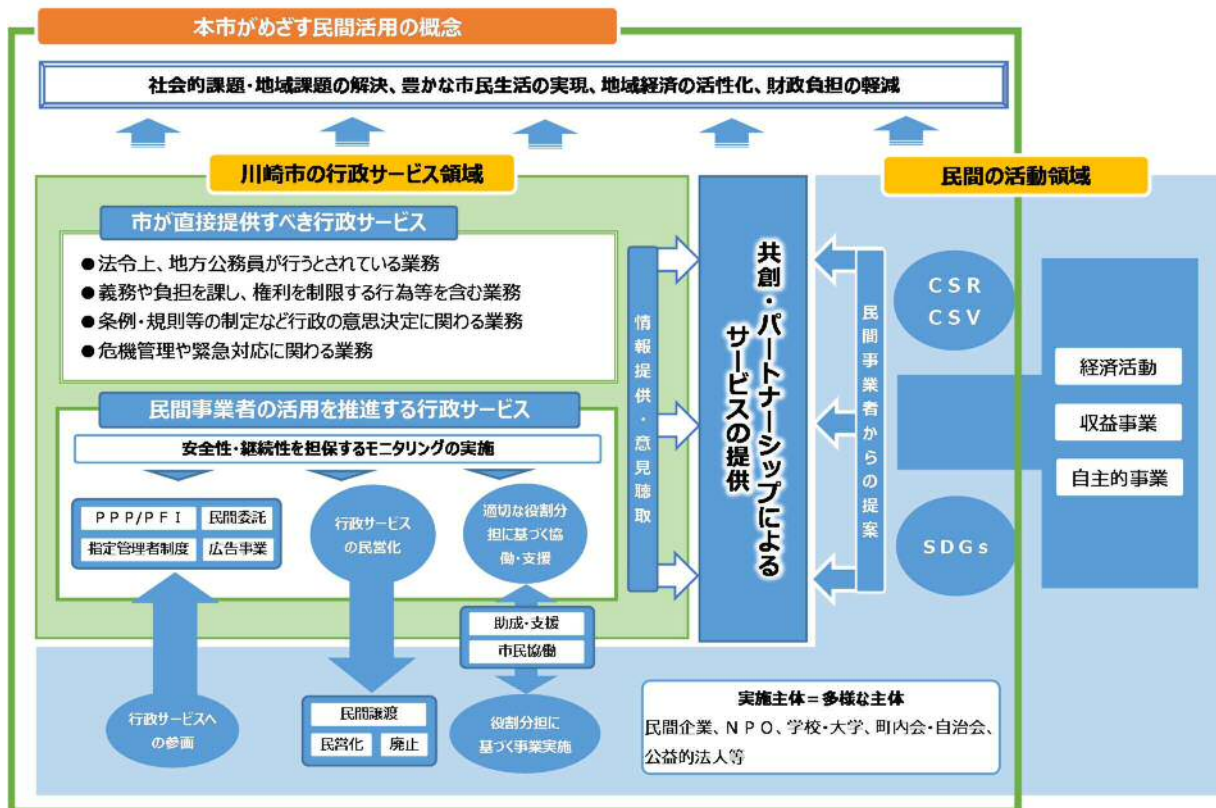 本市がめざす民間活用の概念
社会的課題・地域課題の解決、豊かな市民生活の実現、地域経済の活性化、財政負担の軽減
川崎市の行政サービス領域
民間の活動領域
市が直接提供すべき行政サービス
●法令上、地方公務員が行うとされている業務
●義務や負担を課し、権利を制限する行為等を含む業務
●条例・規則等の制定など行政の意思決定に関わる業務
●危機管理や緊急対応に関わる業務
民間事業者の活用を推進する行政サービス
安全性・継続性を担保するモニタリングの実施
PPP/PFI
民間委託
指定管理者制度
広告事業
行政サービス
の民営化
適切な役割分
担に基づく協
働・支援
助成・支援
市民協働
行政サービスへ
の参画
民間譲渡
民営化
廃止
役割分担に
基づく事業実施
情報提供・意見聴取
共創・パートナーシップによる
サービスの提供
民間事業者からの提案
CSR
CSV
SDGs
経済活動
収益事業
自主的事業
実施主体=多様な主体
民間企業、NPO、学校・大学、町内会・自治会、
公益的法人等